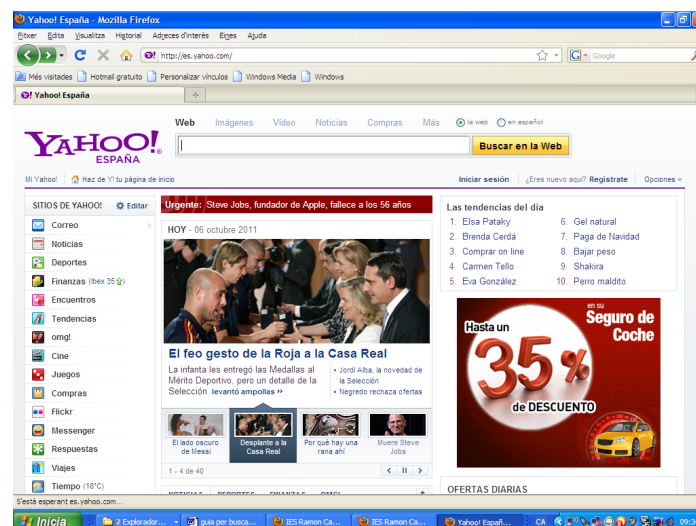 Yahoo! España - Mozilla Firefox
Fitxer Edita Visualitza Historial Adreces d'interès Eines Ajuda
http://es.yahoo.com/
Google
Més visitades Hotmail gratuito Personalizar vínculos Windows Media Windows
Yahoo! España
Web Imágenes Vídeo Noticias Compras Más la web en español
YAHOO! ESPAÑA
Buscar en la Web
Mi Yahoo! Haz de Y! tu página de inicio
Iniciar sesión ¿Eres nuevo aquí? Regístrate Opciones
SITIOS DE YAHOO! Editar
Correo
Noticias
Deportes
Finanzas (Ibex 35)
Encuentros
Tendencias
omg!
Cine
Juegos
Compras
Flickr
Messenger
Respuestas
Viajes
Tiempo (18°C)
Urgente: Steve Jobs, fundador de Apple, fallece a los 56 años
HOY - 06 octubre 2011
El feo gesto de la Roja a la Casa Real
La infanta les entregó las Medallas al
Mérito Deportivo, pero un detalle de la
Selección levantó ampollas »
• Jordi Alba, la novedad de
la Selección
• Negredo rechaza ofertas
El lado oscuro
de Messi
Desplante a la
Casa Real
Por qué hay una
rana ahí
Muere Steve
Jobs
1 - 4 de 40
NOTICIAS DEPORTES FINANZAS OMG!
Las tendencias del día
1. Elsa Pataky
2. Brenda Cerdá
3. Comprar on line
4. Carmen Tello
5. Eva González
6. Gel natural
7. Paga de Navidad
8. Bajar peso
9. Shakira
10. Perro maldito
Hasta un
35%
de DESCUENTO
en su
Seguro de
Coche
OFERTAS DIARIAS
S'està esperant es.yahoo.com...
Inicia 2 Explorador... guia per busca... IES Ramon Ca... IES Ramon Ca... Yahoo! Españ... CA